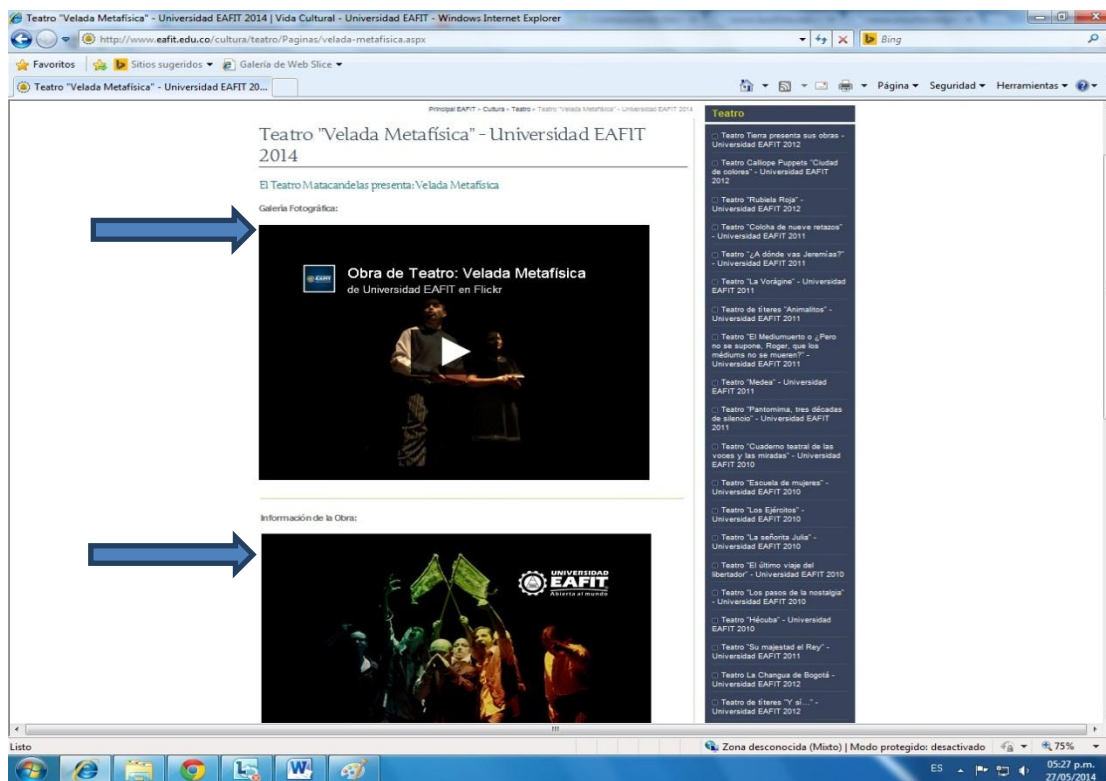 Teatro "Velada Metafísica" - Universidad EAFIT 2014 | Vida Cultural - Universidad EAFIT - Windows Internet Explorer
http://www.eafit.edu.co/cultura/teatro/Paginas/velada-metafisica.aspx
Bing
Favoritos
Sitios sugeridos
Galería de Web Slice
Teatro "Velada Metafísica" - Universidad EAFIT 20...
Página
Seguridad
Herramientas
Principal EAFIT > Cultura > Teatro > Teatro "Velada Metafísica" - Universidad EAFIT 2014
Teatro "Velada Metafísica" - Universidad EAFIT
2014
El Teatro Matacandelas presenta: Velada Metafísica
Galería Fotográfica:
EAFIT
Obra de Teatro: Velada Metafísica
de Universidad EAFIT en Flickr
Información de la Obra:
UNIVERSIDAD
EAFIT
Abierta al mundo
Teatro
Teatro Tierra presenta sus obras -
Universidad EAFIT 2012
Teatro Calliope Puppets "Ciudad
de colores" - Universidad EAFIT
2012
Teatro "Rubiela Roja" -
Universidad EAFIT 2012
Teatro "Colcha de nueve retazos"
- Universidad EAFIT 2011
Teatro "¿A dónde vas Jeremías?"
- Universidad EAFIT 2011
Teatro "La Vorágine" - Universidad
EAFIT 2011
Teatro de títeres "Animalitos" -
Universidad EAFIT 2011
Teatro "El Mediumuerto o ¿Pero
no se supone, Roger, que los
médiums no se mueren?" -
Universidad EAFIT 2011
Teatro "Medea" - Universidad
EAFIT 2011
Teatro "Pantomima, tres décadas
de silencio" - Universidad EAFIT
2011
Teatro "Cuaderno teatral de las
voces y las miradas" - Universidad
EAFIT 2010
Teatro "Escuela de mujeres" -
Universidad EAFIT 2010
Teatro "Los Ejércitos" -
Universidad EAFIT 2010
Teatro "La señorita Julia" -
Universidad EAFIT 2010
Teatro "El último viaje del
libertador" - Universidad EAFIT 2010
Teatro "Los pasos de la nostalgia"
- Universidad EAFIT 2010
Teatro "Hécuba" - Universidad
EAFIT 2010
Teatro "Su majestad el Rey" -
Universidad EAFIT 2011
Teatro La Changua de Bogotá -
Universidad EAFIT 2012
Teatro de títeres "Y sí..." -
Universidad EAFIT 2012
Listo
Zona desconocida (Mixto) | Modo protegido: desactivado
75%
ES
05:27 p.m.
27/05/2014